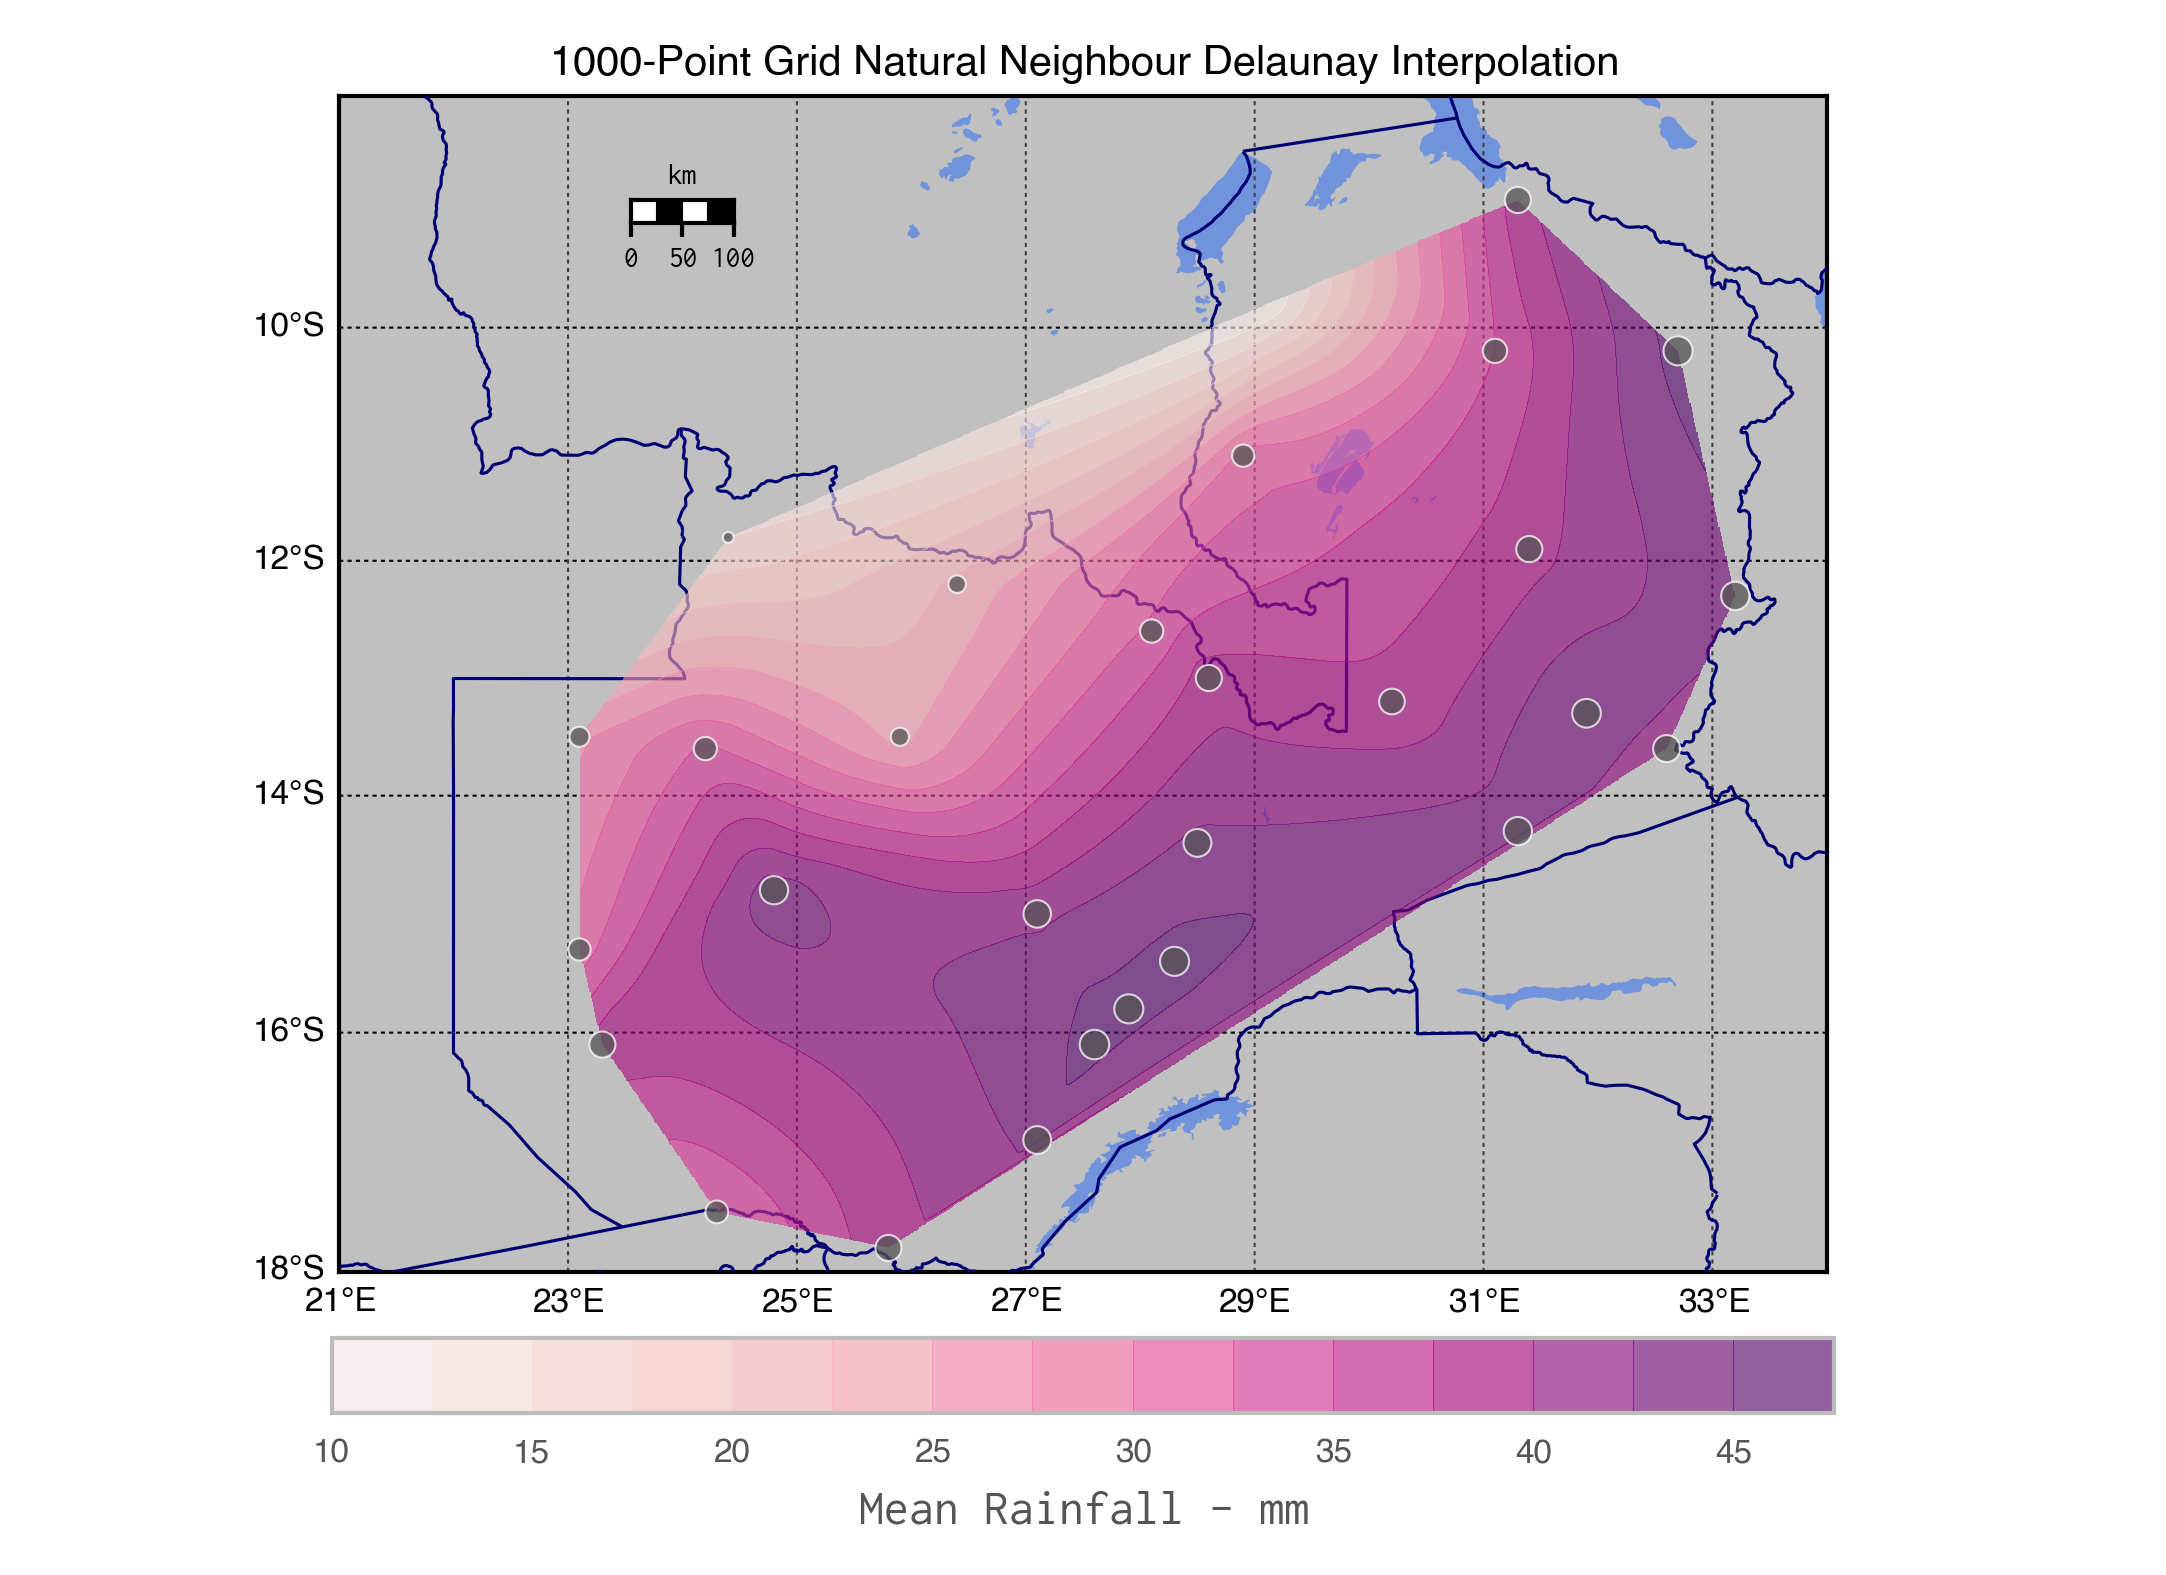 1000-Point Grid Natural Neighbour Delaunay Interpolation
km
0 50 100
10°S
12°S
14°S
16°S
18°S
21°E 23°E 25°E 27°E 29°E 31°E 33°E
10 15 20 25 30 35 40 45
Mean Rainfall - mm